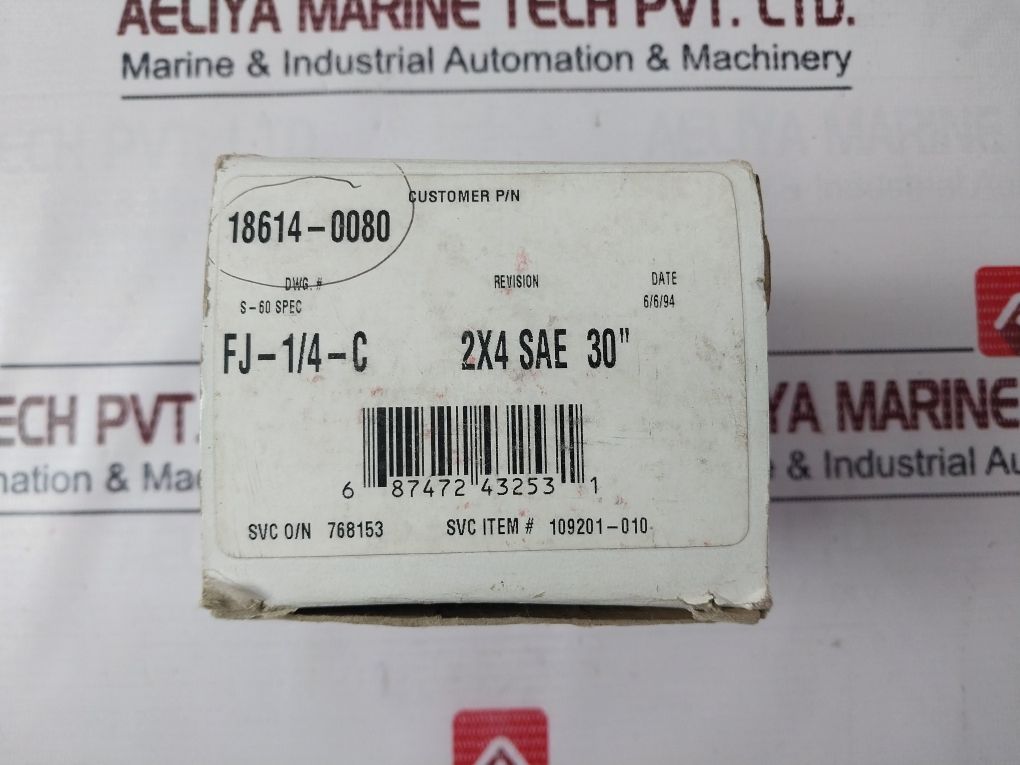 AELIYA MARINE TECH PVT. LTD.
Marine & Industrial Automation & Machinery
CUSTOMER P/N
18614-0080
DWG. # REVISION DATE
S-60 SPEC 6/6/94
FJ-1/4-C 2X4 SAE 30"
ECH PVT. YA MARINE
mation & Ma & Industrial Au
6 87472 43253 1
SVC O/N 768153 SVC ITEM # 109201-010